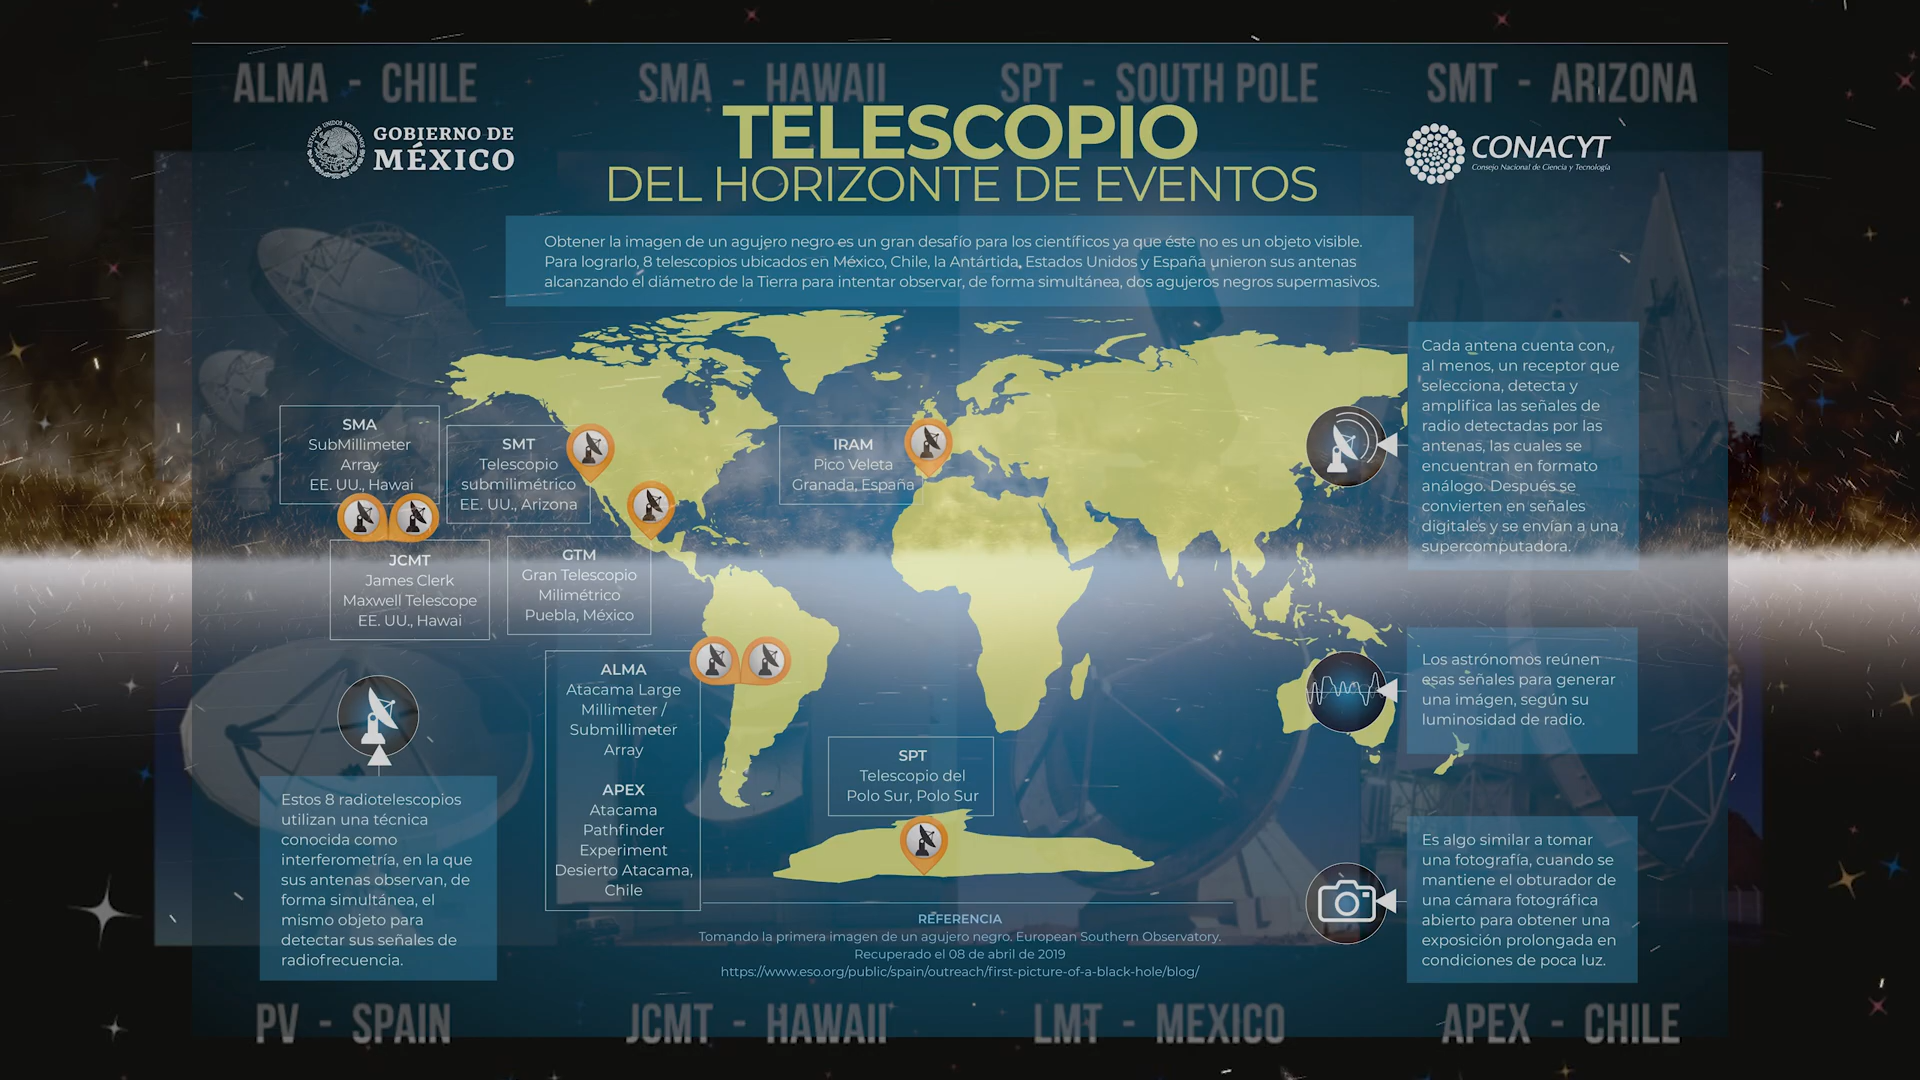 ALMA - CHILE
SMA - HAWAII
SPT - SOUTH POLE
SMT - ARIZONA
GOBIERNO DE
MÉXICO
ESTADOS UNIDOS MEXICANOS
TELESCOPIO
DEL HORIZONTE DE EVENTOS
CONACYT
Consejo Nacional de Ciencia y Tecnología
Obtener la imagen de un agujero negro es un gran desafío para los científicos ya que éste no es un objeto visible.
Para lograrlo, 8 telescopios ubicados en México, Chile, la Antártida, Estados Unidos y España unieron sus antenas
alcanzando el diámetro de la Tierra para intentar observar, de forma simultánea, dos agujeros negros supermasivos.
SMA
SubMillimeter
Array
EE. UU., Hawai
SMT
Telescopio
submilimétrico
EE. UU., Arizona
IRAM
Pico Veleta
Granada, España
JCMT
James Clerk
Maxwell Telescope
EE. UU., Hawai
GTM
Gran Telescopio
Milimétrico
Puebla, México
ALMA
Atacama Large
Millimeter /
Submillimeter
Array
APEX
Atacama
Pathfinder
Experiment
Desierto Atacama,
Chile
SPT
Telescopio del
Polo Sur, Polo Sur
Cada antena cuenta con,
al menos, un receptor que
selecciona, detecta y
amplifica las señales de
radio detectadas por las
antenas, las cuales se
encuentran en formato
análogo. Después se
convierten en señales
digitales y se envían a una
supercomputadora.
Los astrónomos reúnen
esas señales para generar
una imágen, según su
luminosidad de radio.
Es algo similar a tomar
una fotografía, cuando se
mantiene el obturador de
una cámara fotográfica
abierto para obtener una
exposición prolongada en
condiciones de poca luz.
Estos 8 radiotelescopios
utilizan una técnica
conocida como
interferometría, en la que
sus antenas observan, de
forma simultánea, el
mismo objeto para
detectar sus señales de
radiofrecuencia.
REFERENCIA
Tomando la primera imagen de un agujero negro. European Southern Observatory.
Recuperado el 08 de abril de 2019
https://www.eso.org/public/spain/outreach/first-picture-of-a-black-hole/blog/
PV - SPAIN
JCMT - HAWAII
LMT - MEXICO
APEX - CHILE